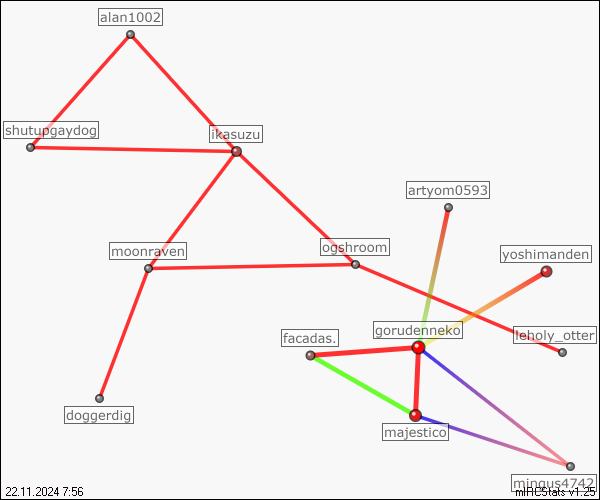 alan1002
shutupgaydog
ikasuzu
artyom0593
moonraven
ogshroom
yoshimanden
gorudenneko
leholy_otter
facadas.
doggerdig
majestico
mingus4742
22.11.2024 7:56
mIRCStats v1.25